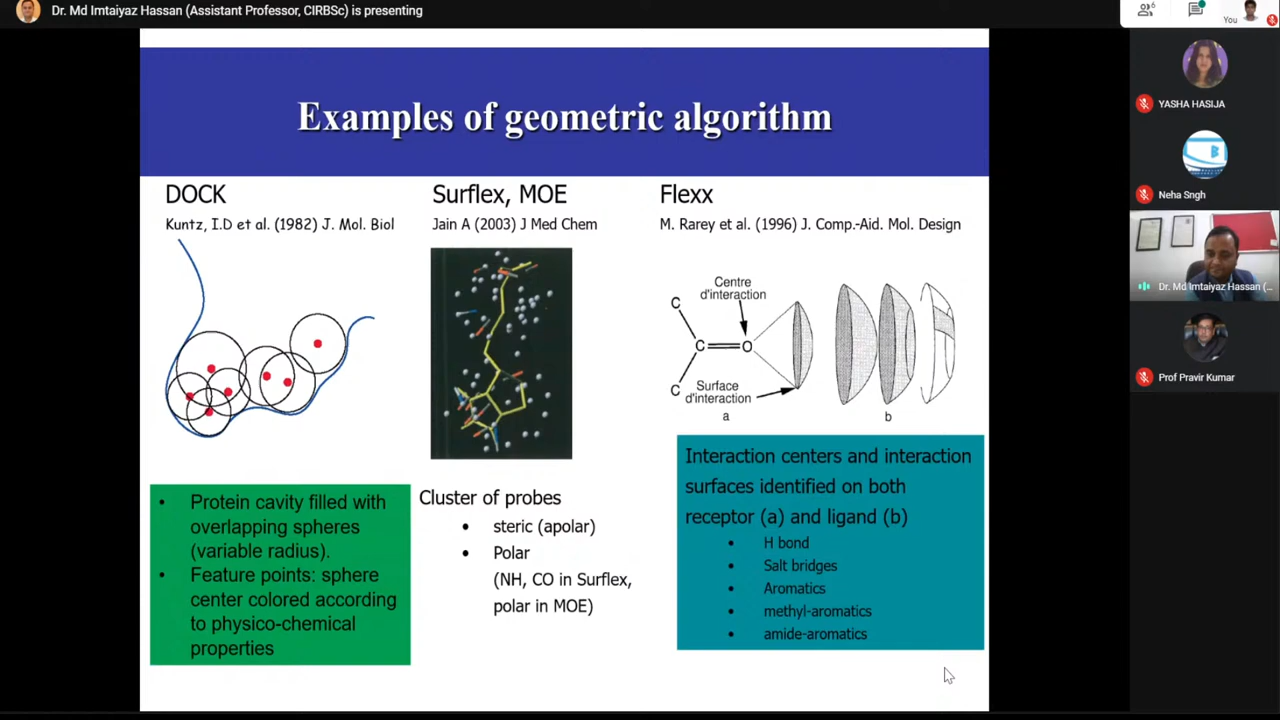 Dr. Md Imtaiyaz Hassan (Assistant Professor, CIRBSc) is presenting
6
You
Examples of geometric algorithm
DOCK
Kuntz, I.D et al. (1982) J. Mol. Biol
Protein cavity filled with
overlapping spheres
(variable radius).
Feature points: sphere
center colored according
to physico-chemical
properties
Surflex, MOE
Jain A (2003) J Med Chem
Cluster of probes
steric (apolar)
Polar
(NH, CO in Surflex,
polar in MOE)
Flexx
M. Rarey et al. (1996) J. Comp.-Aid. Mol. Design
Centre
d'interaction
C
C
O
C
Surface
d'interaction
a
b
Interaction centers and interaction
surfaces identified on both
receptor (a) and ligand (b)
H bond
Salt bridges
Aromatics
methyl-aromatics
amide-aromatics
YASHA HASIJA
B
Neha Sngh
Dr. Md Imtaiyaz Hassan (...
Prof Pravir Kumar